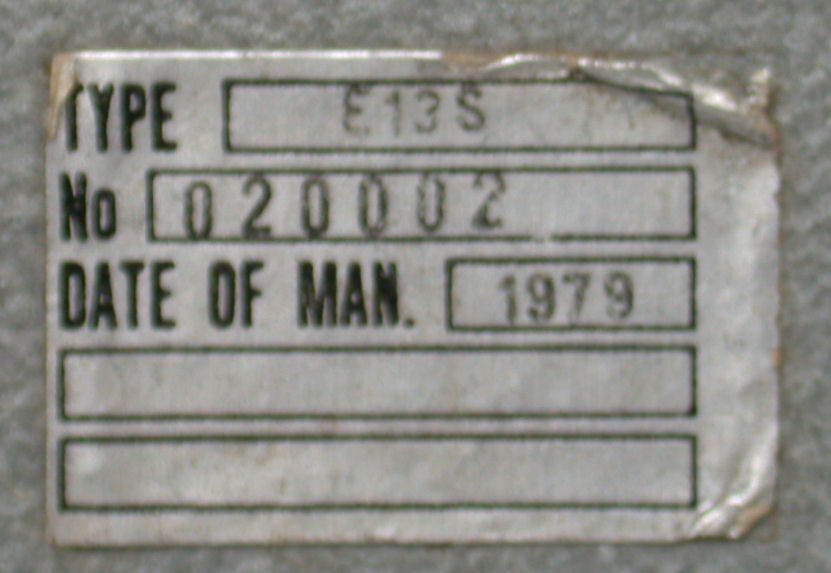 TYPE E13S
No 020002
DATE OF MAN. 1979